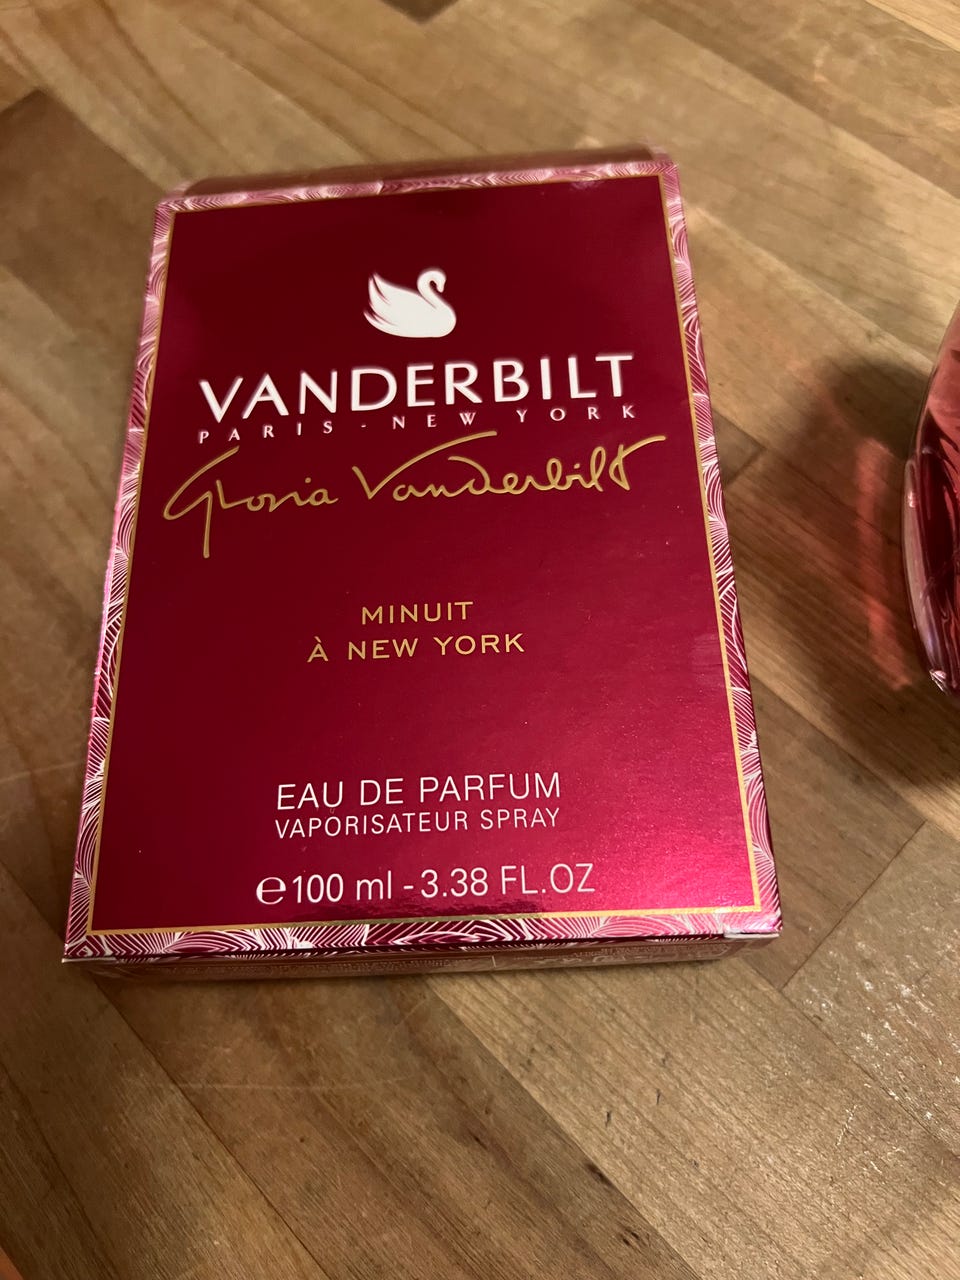 VANDERBILT
PARIS - NEW YORK
Gloria Vanderbilt
MINUIT
À NEW YORK
EAU DE PARFUM
VAPORISATEUR SPRAY
℮100 ml - 3.38 FL.OZ